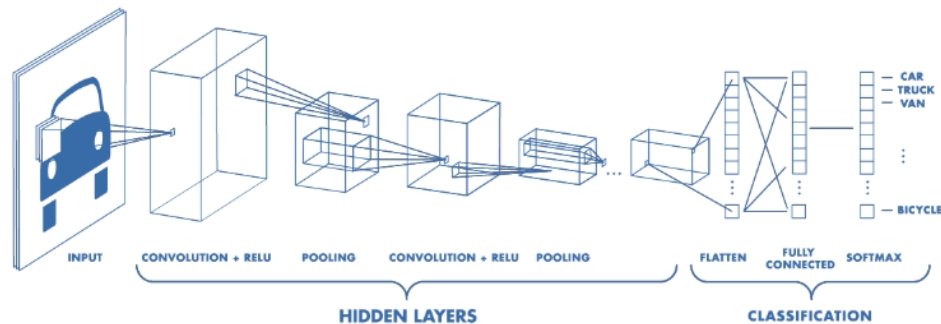 CAR
TRUCK
VAN
BICYCLE
INPUT
CONVOLUTION + RELU
POOLING
CONVOLUTION + RELU
POOLING
FLATTEN
FULLY
CONNECTED
SOFTMAX
HIDDEN LAYERS
CLASSIFICATION